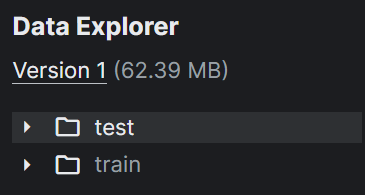 Data Explorer
Version 1 (62.39 MB)
test
train